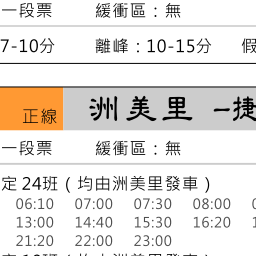 一段票 緩衝區：無
7-10分 離峰：10-15分 假
正線 洲美里 一捷
一段票 緩衝區：無
定 24班（均由洲美里發車）
06:10 07:00 07:30 08:00
13:00 14:40 15:30 16:20
21:20 22:00 23:00